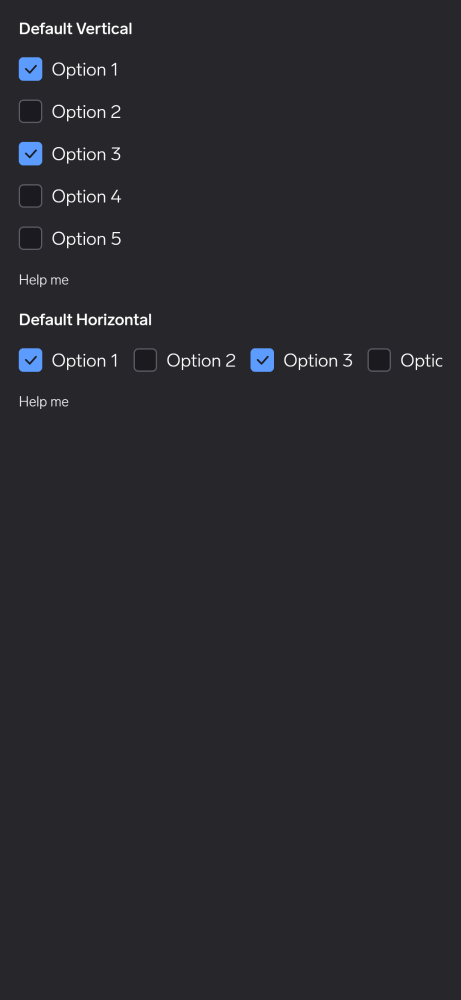 Default Vertical
Option 1
Option 2
Option 3
Option 4
Option 5
Help me
Default Horizontal
Option 1 Option 2 Option 3 Optic
Help me